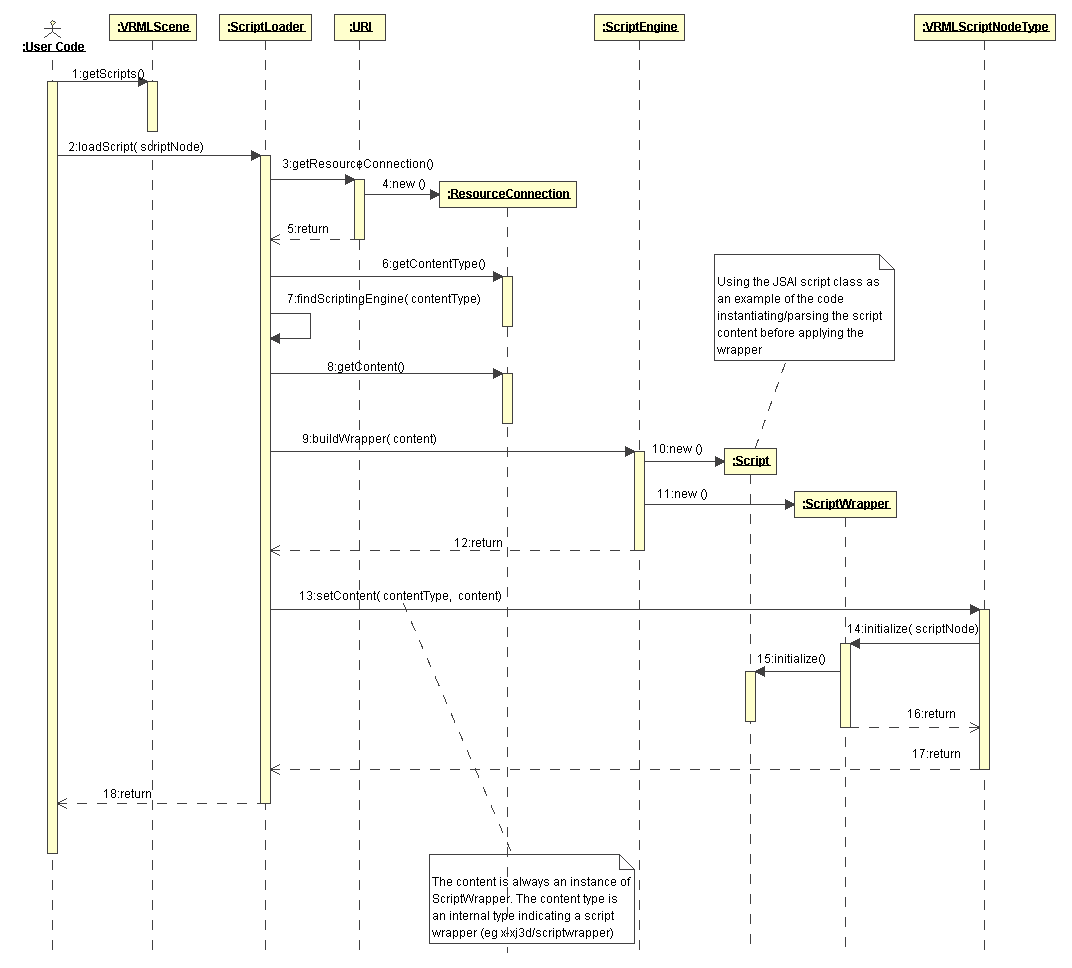 :User Code
:VRMLScene
:ScriptLoader
:URI
:ScriptEngine
:VRMLScriptNodeType
1:getScripts()
2:loadScript( scriptNode)
3:getResourceConnection()
4:new ()
:ResourceConnection
5:return
6:getContentType()
7:findScriptingEngine( contentType)
8:getContent()
Using the JSAI script class as
an example of the code
instantiating/parsing the script
content before applying the
wrapper
9:buildWrapper( content)
10:new ()
:Script
11:new ()
:ScriptWrapper
12:return
13:setContent( contentType, content)
14:initialize( scriptNode)
15:initialize()
16:return
17:return
18:return
The content is always an instance of
ScriptWrapper. The content type is
an internal type indicating a script
wrapper (eg x-xj3d/scriptwrapper)